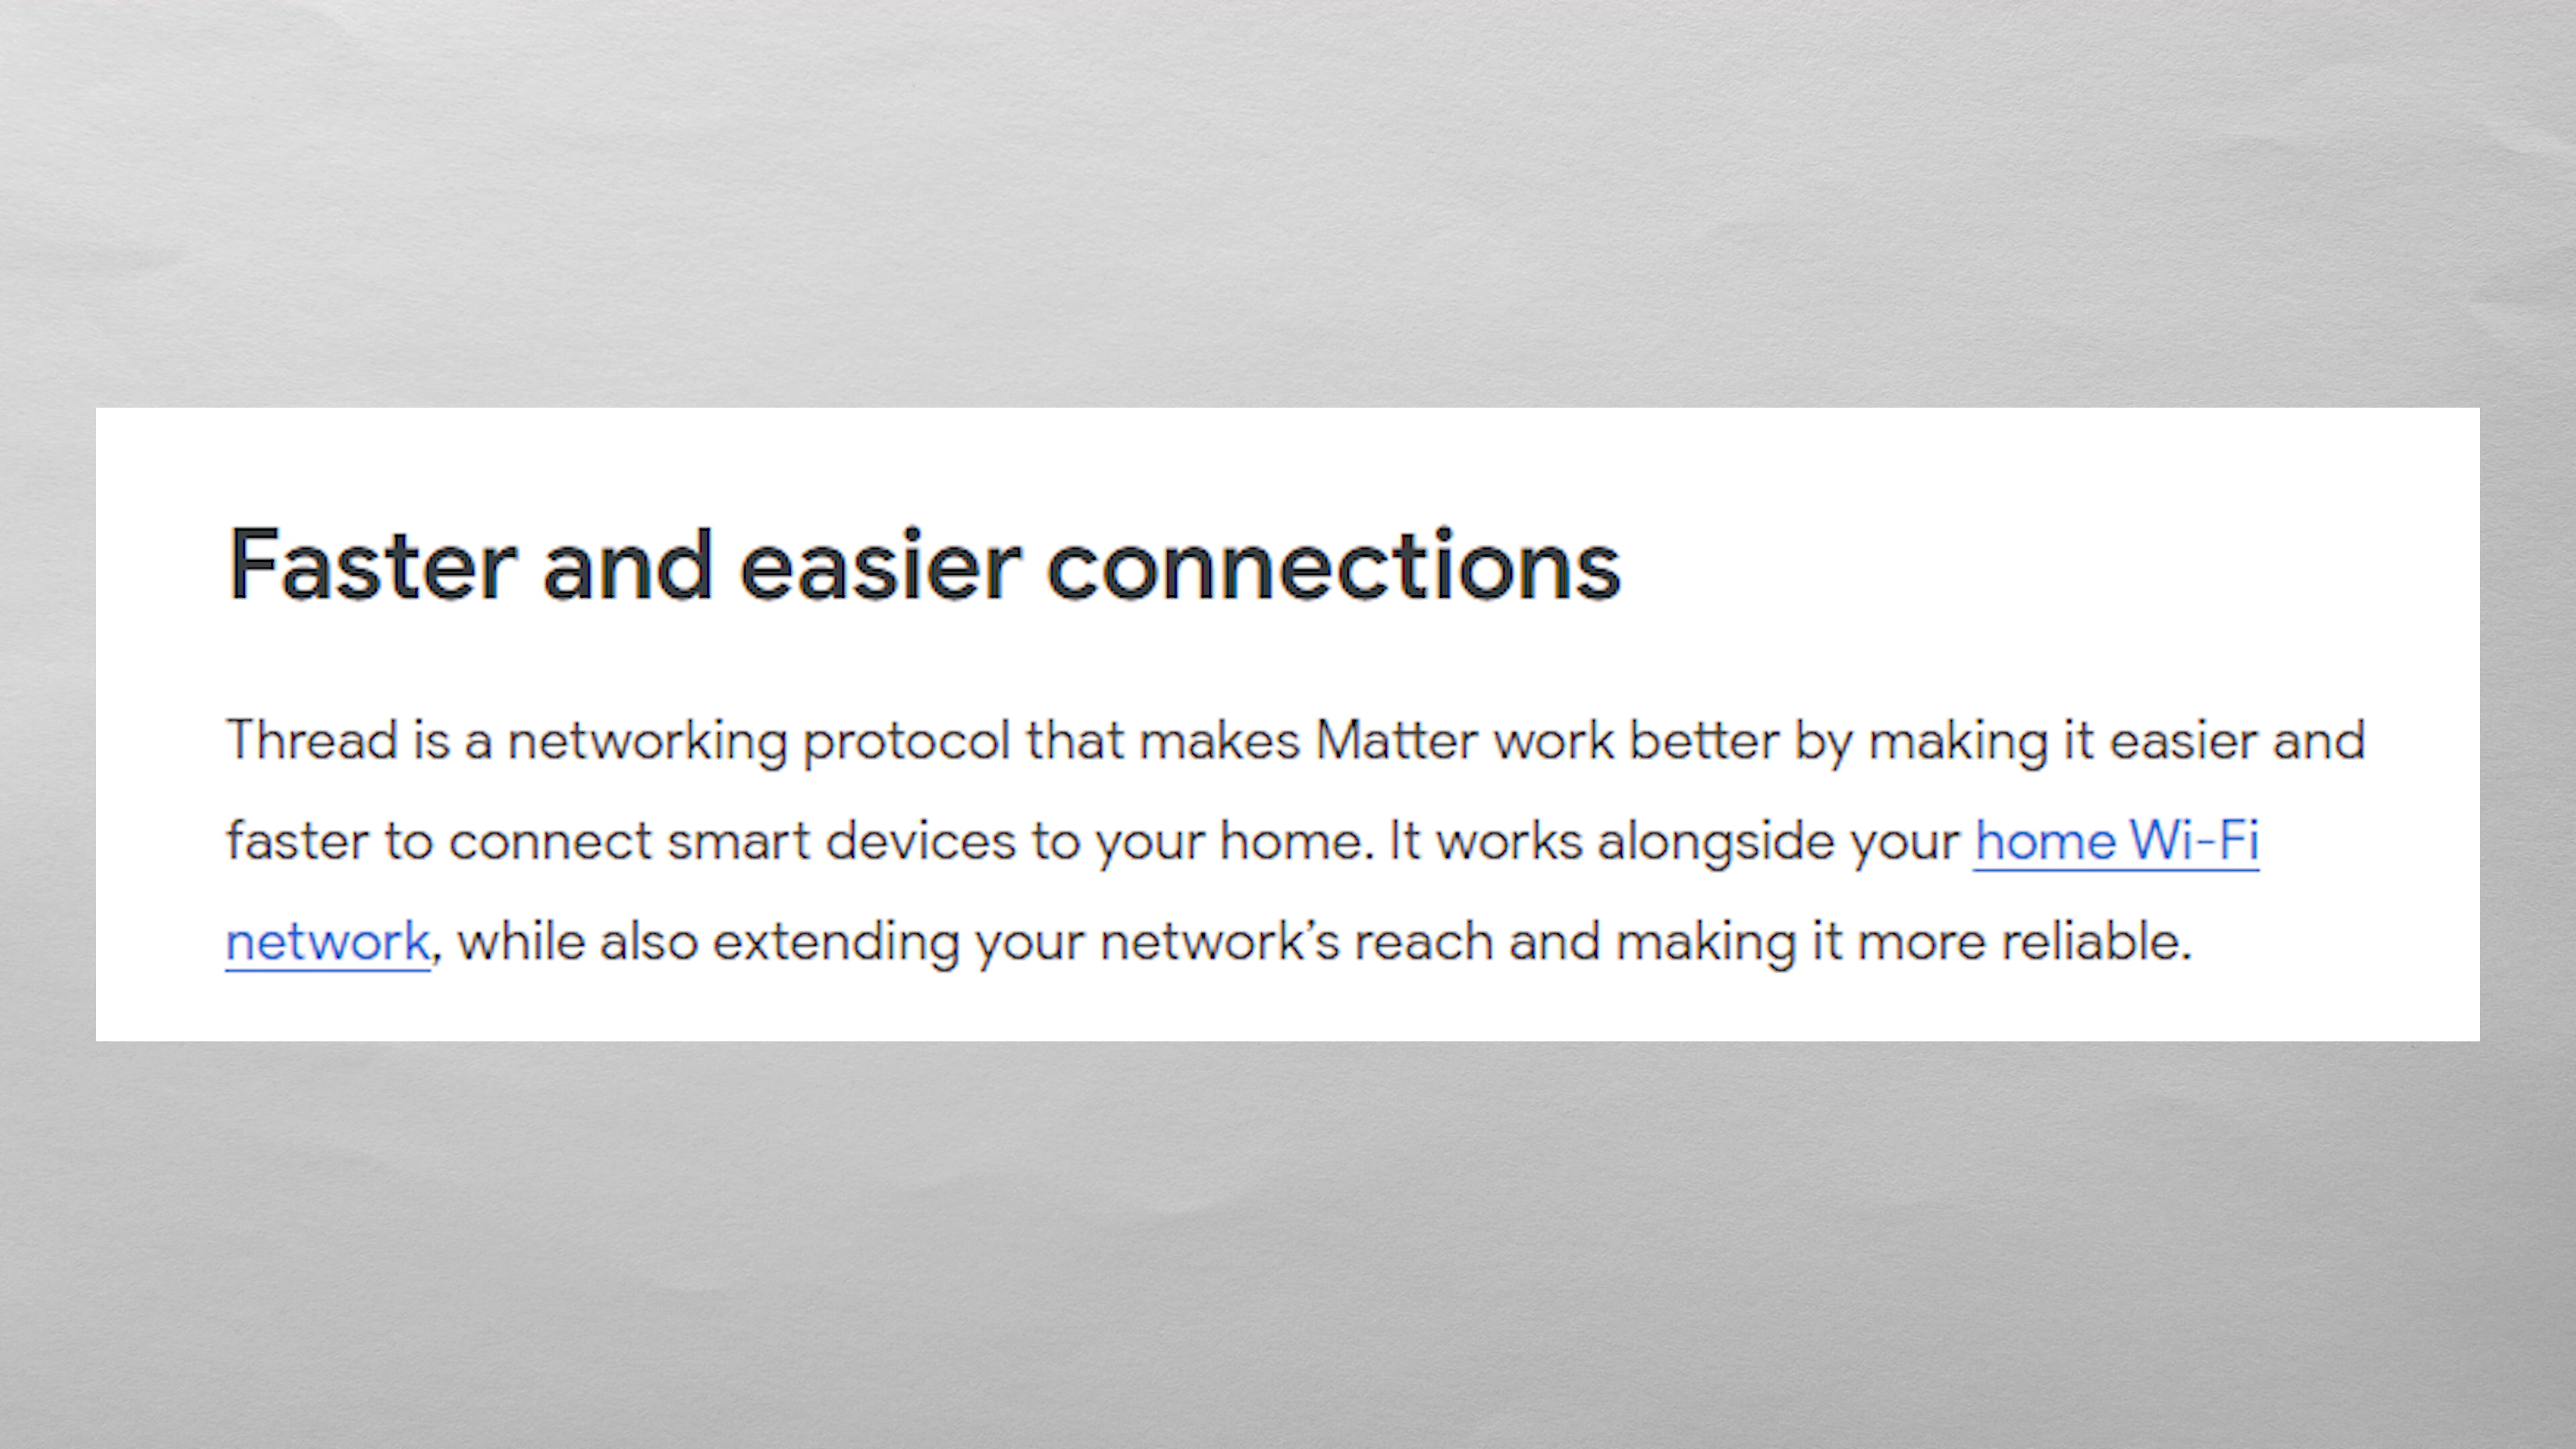 Faster and easier connections
Thread is a networking protocol that makes Matter work better by making it easier and
faster to connect smart devices to your home. It works alongside your home Wi-Fi
network, while also extending your network’s reach and making it more reliable.